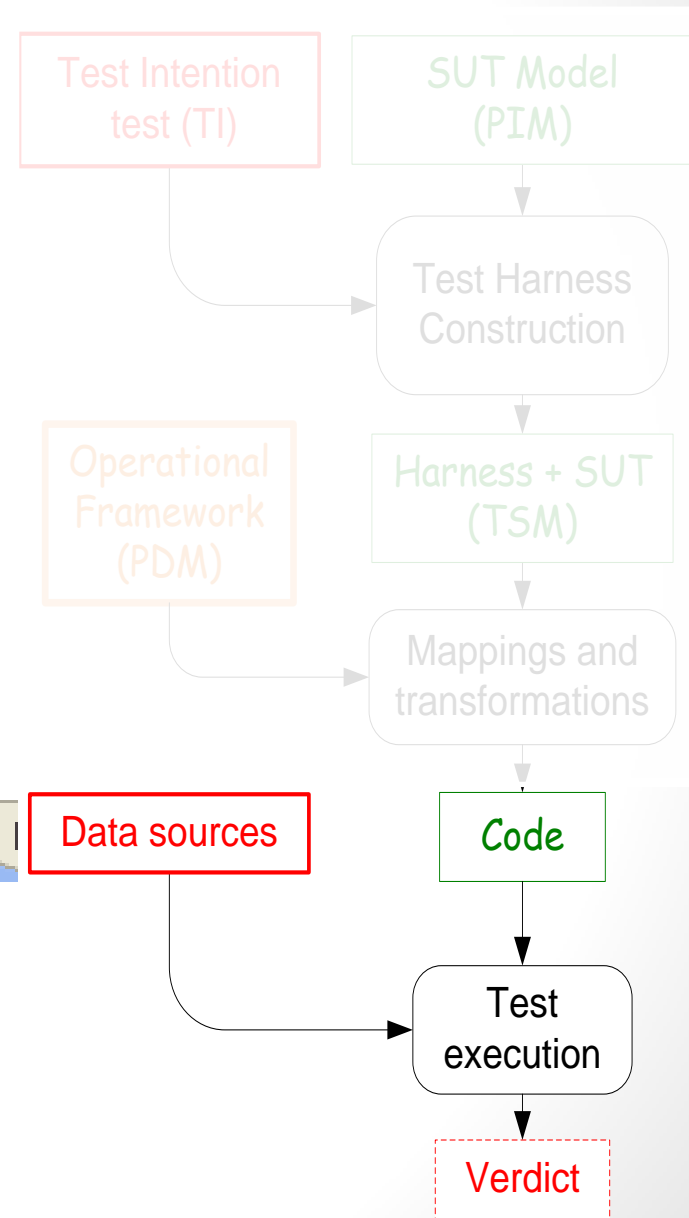 Test Intention
test (TI)
SUT Model
(PIM)
Test Harness
Construction
Operational
Framework
(PDM)
Harness + SUT
(TSM)
Mappings and
transformations
Data sources
Code
Test
execution
Verdict